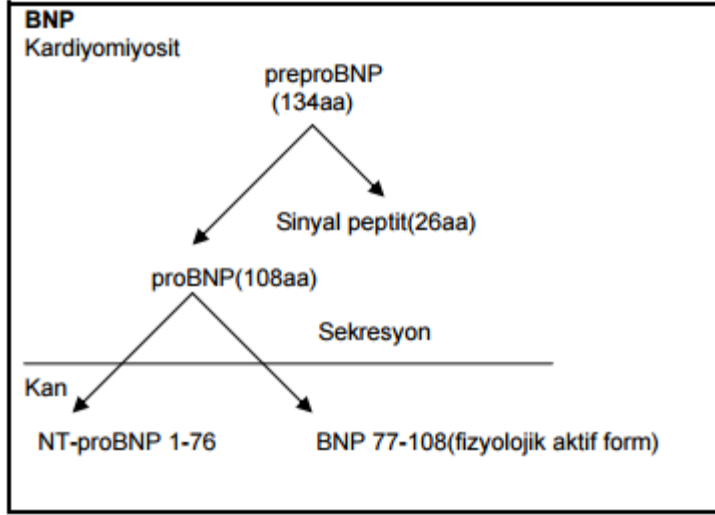 BNP
Kardiyomiyosit
preproBNP
(134aa)
Sinyal peptit(26aa)
proBNP(108aa)
Sekresyon
Kan
NT-proBNP 1-76
BNP 77-108(fizyolojik aktif form)